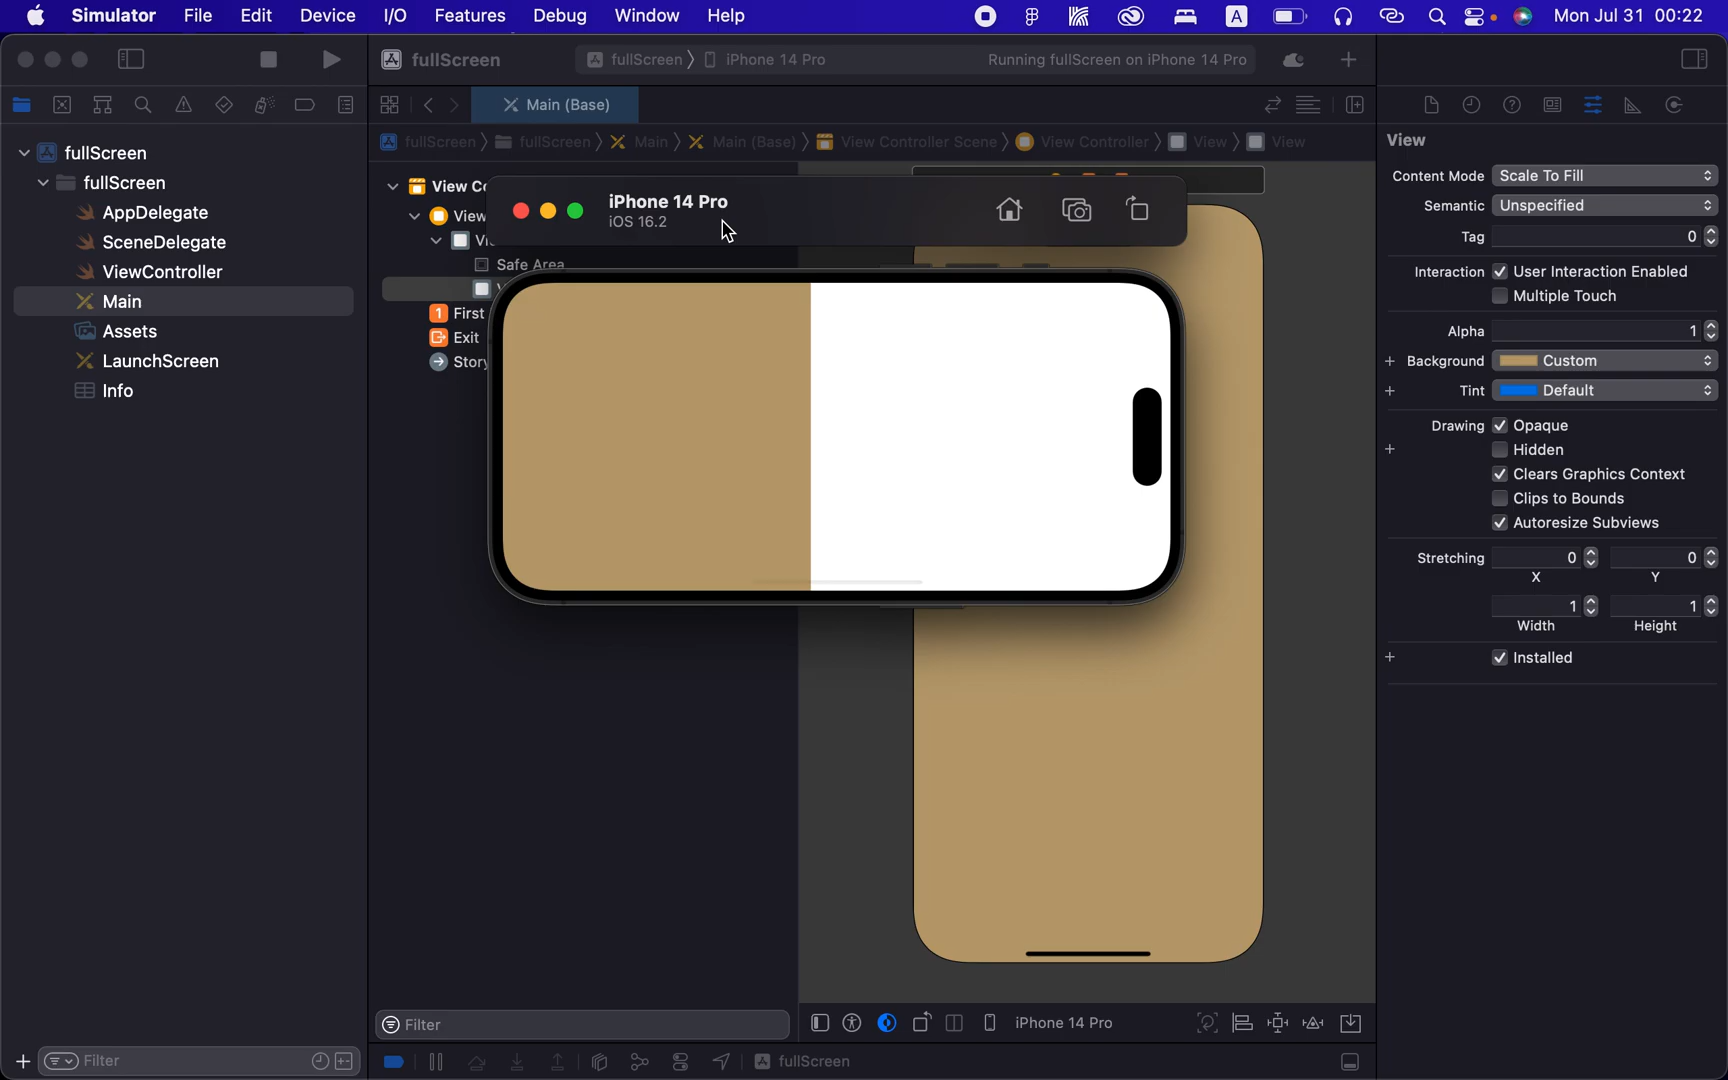 Simulator File Edit Device I/O Features Debug Window Help A Mon Jul 31 00:22
fullScreen fullScreen iPhone 14 Pro Running fullScreen on iPhone 14 Pro
Main (Base)
fullScreen fullScreen Main Main (Base) View Controller Scene View Controller View View
fullScreen
fullScreen
AppDelegate
SceneDelegate
ViewController
Main
Assets
LaunchScreen
Info
Filter
View Co
View
Safe Area
1 First
Exit
Story
Filter
iPhone 14 Pro
iOS 16.2
iPhone 14 Pro
fullScreen
View
Content Mode Scale To Fill
Semantic Unspecified
Tag 0
Interaction User Interaction Enabled
Multiple Touch
Alpha 1
Background Custom
Tint Default
Drawing Opaque
Hidden
Clears Graphics Context
Clips to Bounds
Autoresize Subviews
Stretching 0 0
X Y
1 1
Width Height
Installed